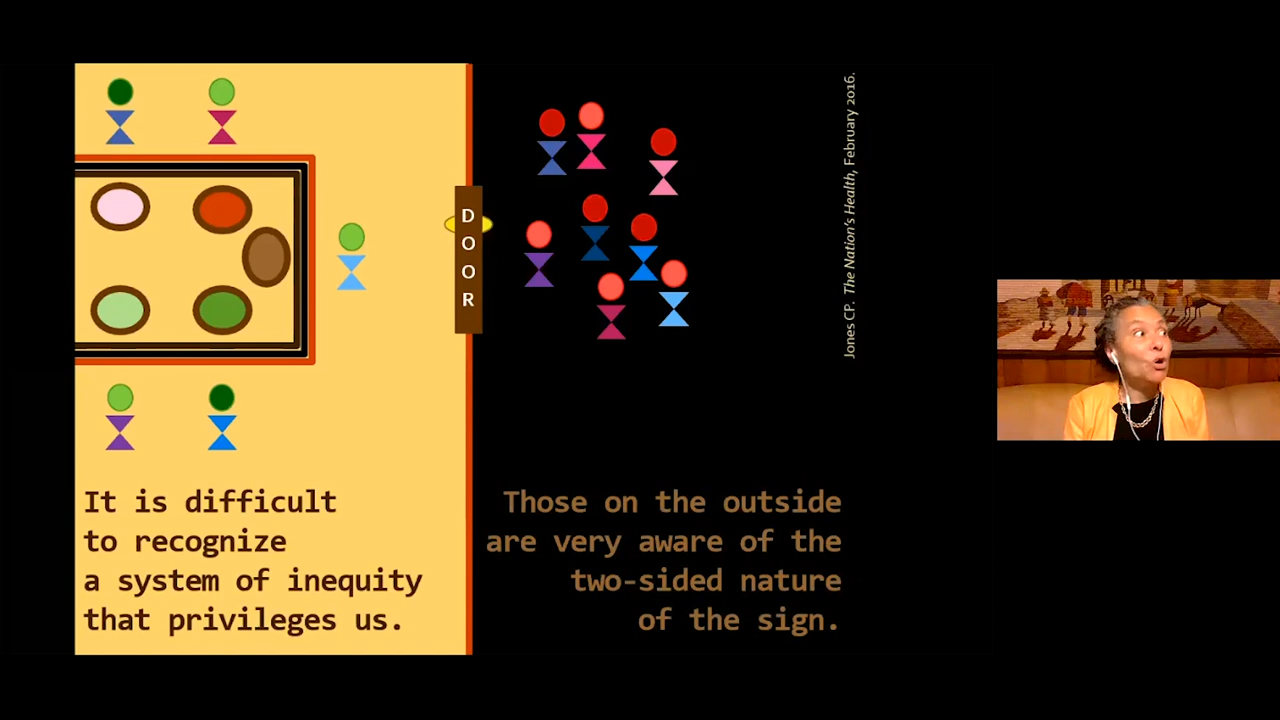 DOOR
It is difficult
to recognize
a system of inequity
that privileges us.
Those on the outside
are very aware of the
two-sided nature
of the sign.
Jones CP. The Nation's Health, February 2016.